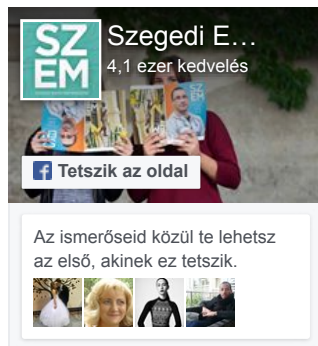 SZ
EM
Szegedi E…
4,1 ezer kedvelés
Tetszik az oldal
Az ismerőseid közül te lehetsz
az első, akinek ez tetszik.